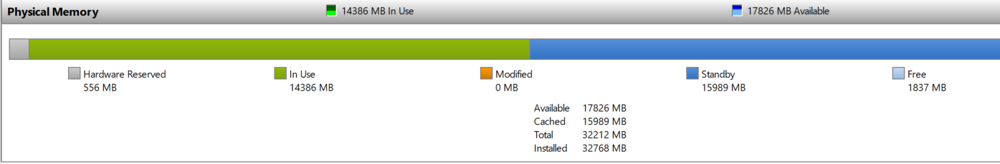 Physical Memory 14386 MB In Use 17826 MB Available
Hardware Reserved In Use Modified Standby Free
556 MB 14386 MB 0 MB 15989 MB 1837 MB
Available 17826 MB
Cached 15989 MB
Total 32212 MB
Installed 32768 MB